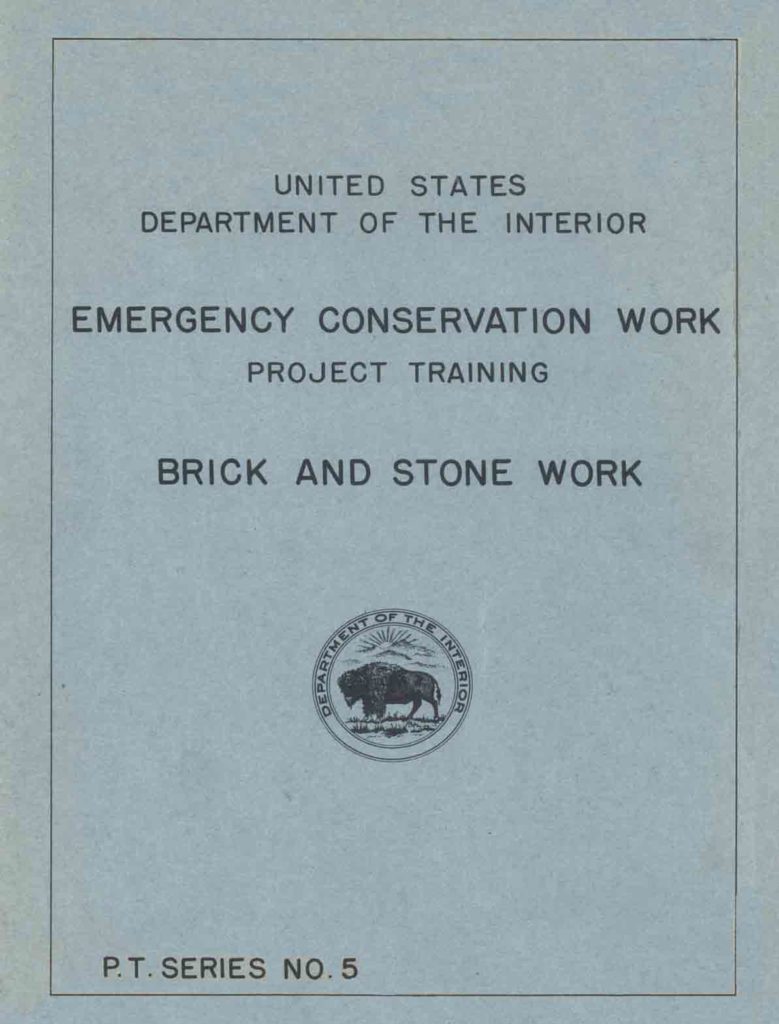 UNITED STATES
DEPARTMENT OF THE INTERIOR
EMERGENCY CONSERVATION WORK
PROJECT TRAINING
BRICK AND STONE WORK
DEPARTMENT OF THE INTERIOR
P.T. SERIES NO. 5